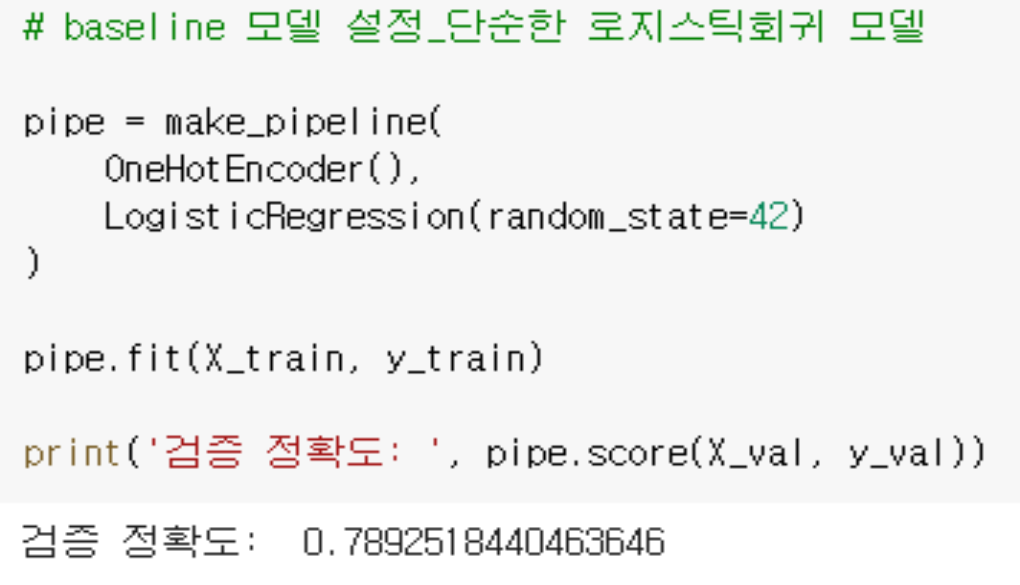 # baseline 모델 설정_단순한 로지스틱회귀 모델
pipe = make_pipeline(
    OneHotEncoder(),
    LogisticRegression(random_state=42)
)
pipe.fit(X_train, y_train)
print('검증 정확도: ', pipe.score(X_val, y_val))
검증 정확도:  0.7892518440463646